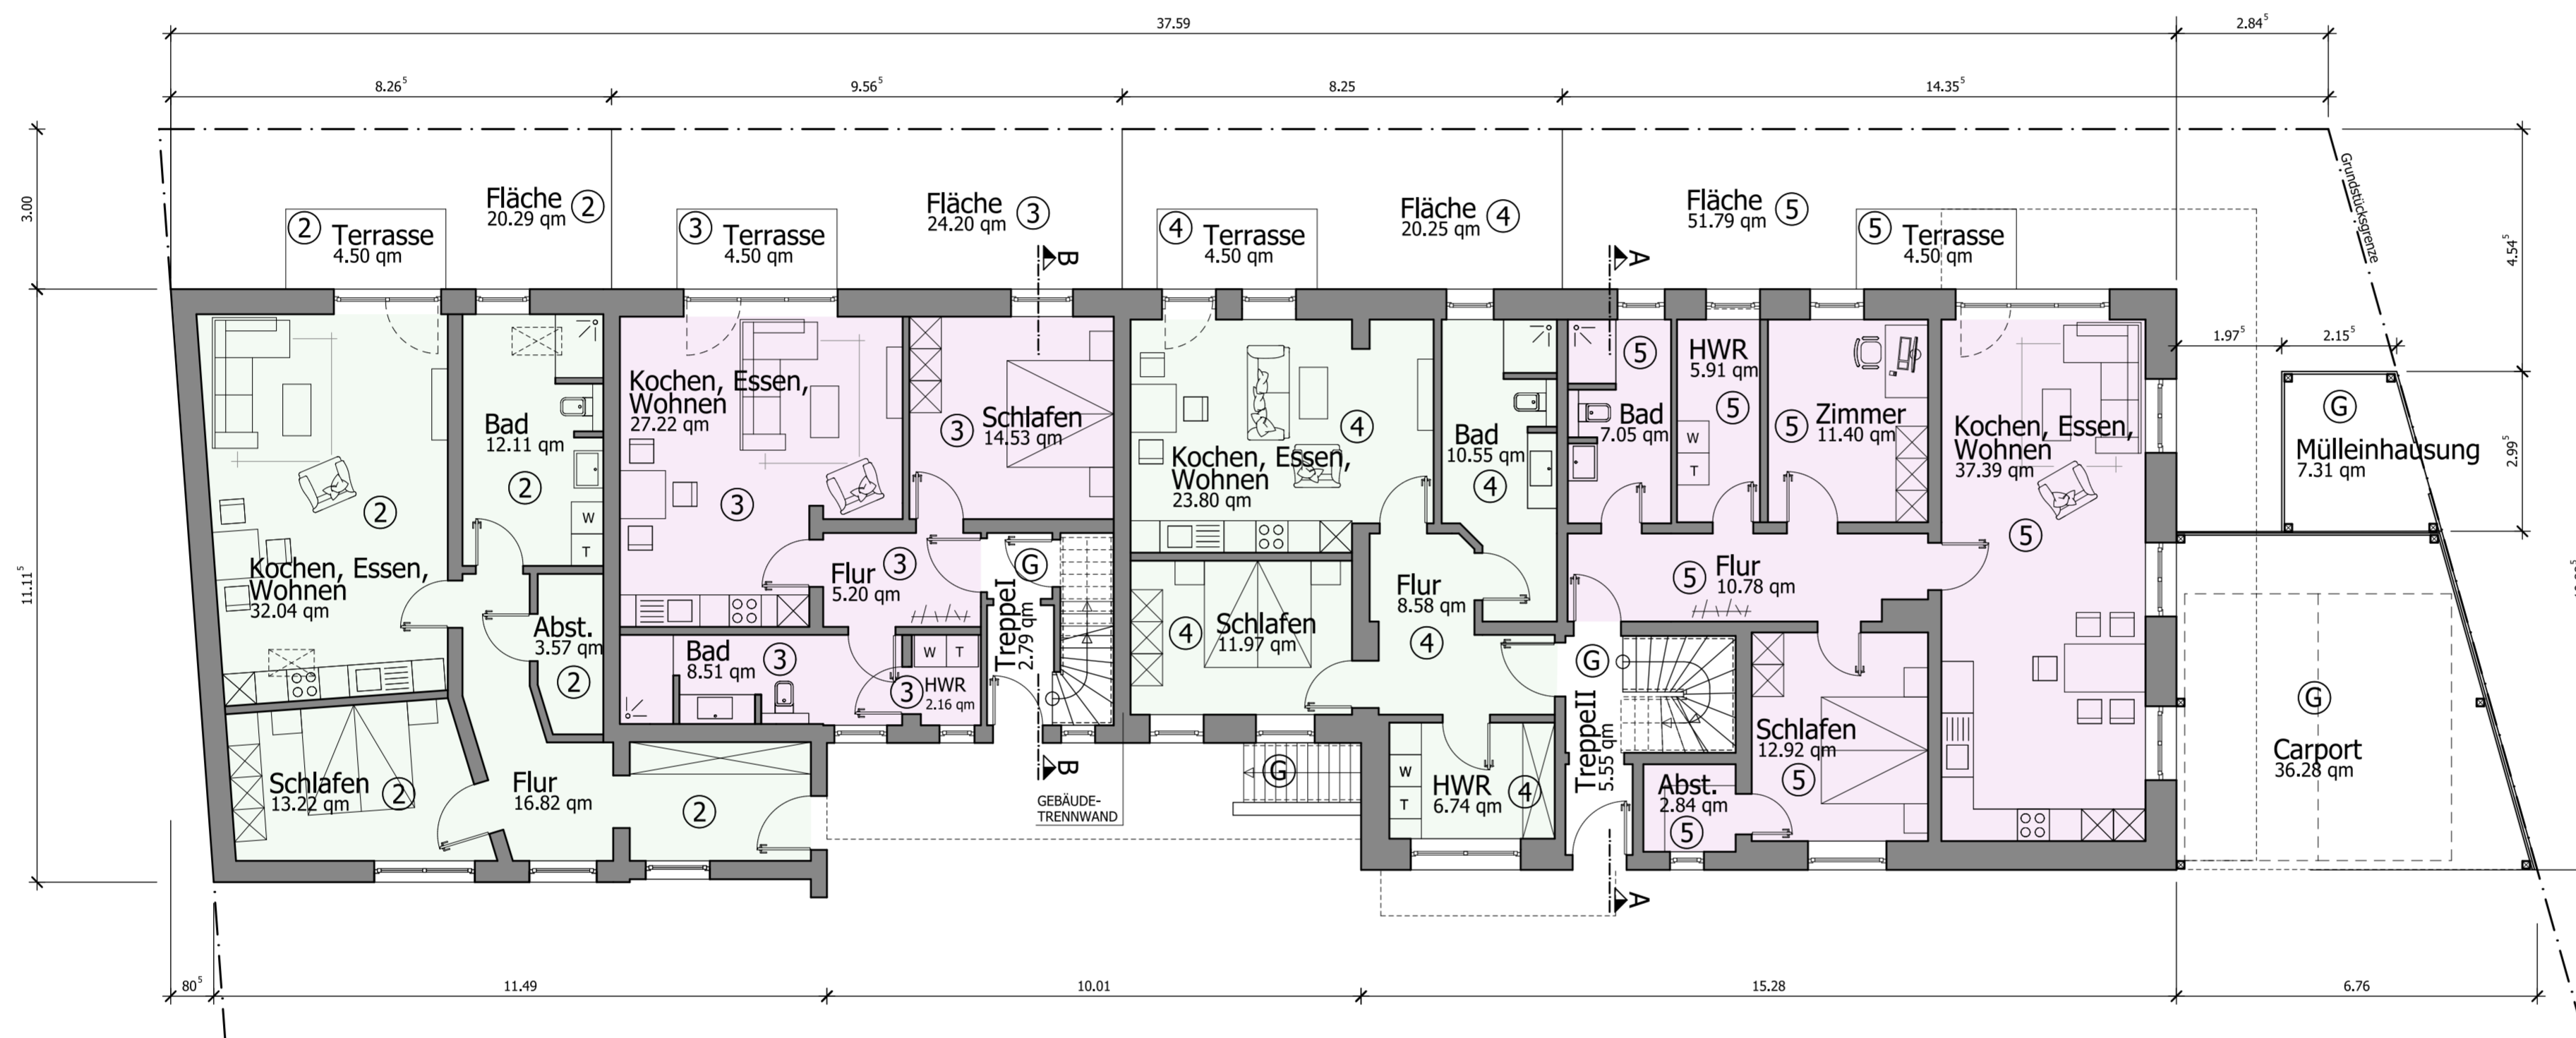 37.59
2.84⁵
8.26⁵
9.56⁵
8.25
14.35⁵
3.00
11.11⁵
Grundstücksgrenze
4.54⁵
2.99⁵
1.97⁵
2.15⁵
Fläche ②
20.29 qm
② Terrasse
4.50 qm
Fläche ③
24.20 qm
③ Terrasse
4.50 qm
B
Fläche ④
20.25 qm
④ Terrasse
4.50 qm
Fläche ⑤
51.79 qm
⑤ Terrasse
4.50 qm
A
Kochen, Essen,
Wohnen
32.04 qm
②
Bad
12.11 qm
②
W
T
Abst.
3.57 qm
②
Schlafen
13.22 qm
②
Flur
16.82 qm
②
Kochen, Essen,
Wohnen
27.22 qm
③
③ Schlafen
14.53 qm
Flur ③
5.20 qm
Bad ③
8.51 qm
W T
③ HWR
2.16 qm
TreppeI
2.79 qm
G
B
GEBÄUDE-
TRENNWAND
④
Kochen, Essen,
Wohnen
23.80 qm
Bad
10.55 qm
④
④ Schlafen
11.97 qm
Flur
8.58 qm
④
G
W
T
HWR ④
6.74 qm
G
TreppeII
5.55 qm
A
⑤
Bad
7.05 qm
HWR
5.91 qm
⑤
W
T
⑤ Zimmer
11.40 qm
Kochen, Essen,
Wohnen
37.39 qm
⑤
⑤ Flur
10.78 qm
Schlafen
12.92 qm
⑤
Abst.
2.84 qm
⑤
G
Mülleinhausung
7.31 qm
G
Carport
36.28 qm
80⁵
11.49
10.01
15.28
6.76